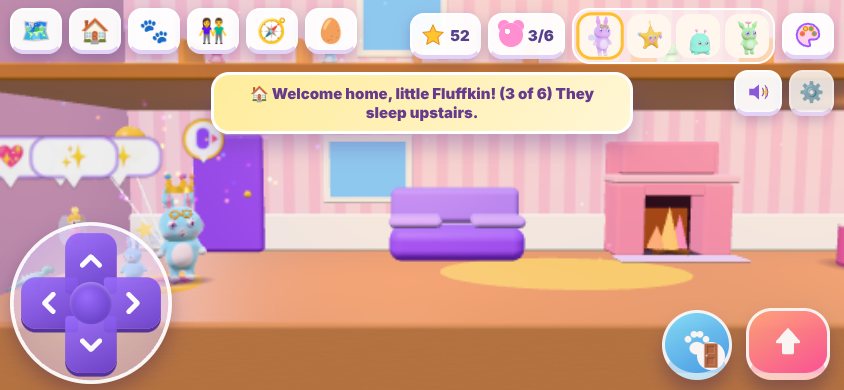 52
3/6
🏠 Welcome home, little Fluffkin! (3 of 6) They
sleep upstairs.